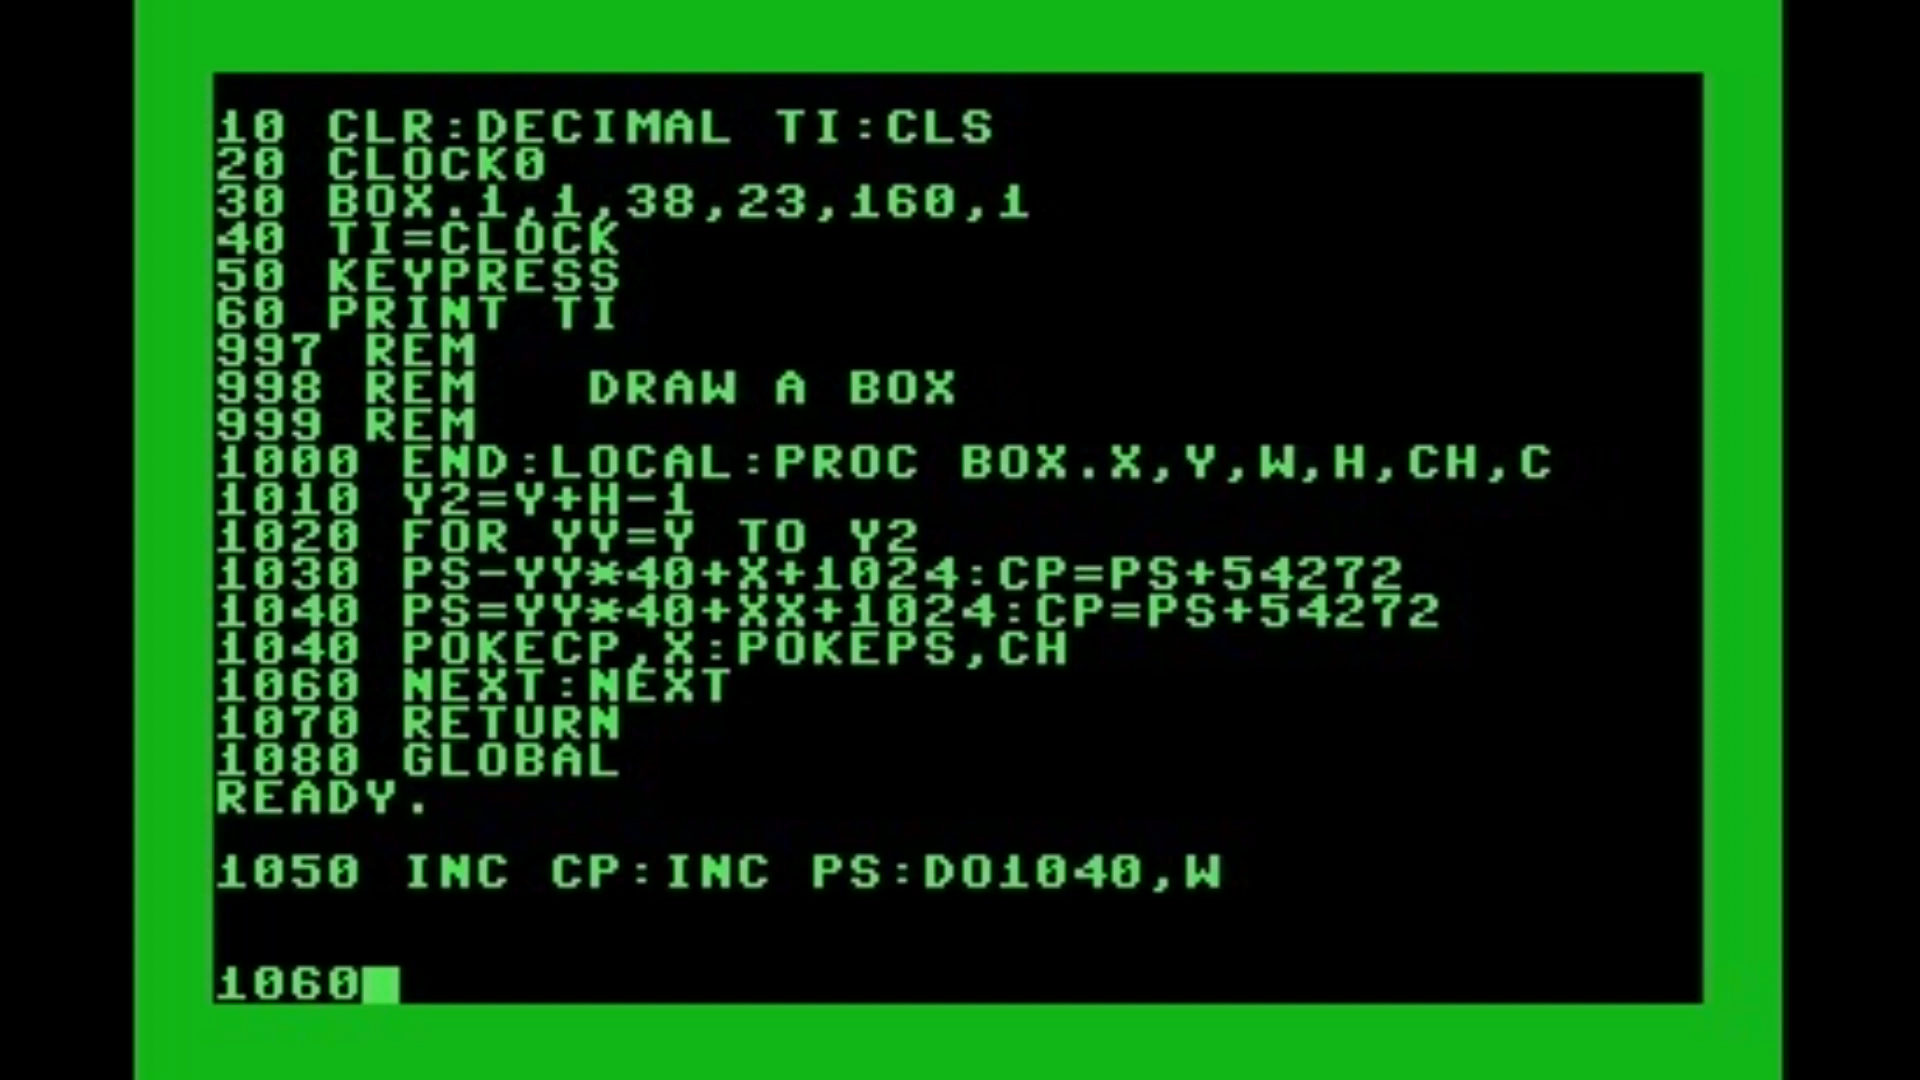 10 CLR:DECIMAL TI:CLS
20 CLOCK0
30 BOX.1,1,38,23,160,1
40 TI=CLOCK
50 KEYPRESS
60 PRINT TI
997 REM
998 REM   DRAW A BOX
999 REM
1000 END:LOCAL:PROC BOX.X,Y,W,H,CH,C
1010 Y2=Y+H-1
1020 FOR YY=Y TO Y2
1030 PS-YY*40+X+1024:CP=PS+54272
1040 PS=YY*40+XX+1024:CP=PS+54272
1040 POKECP,X:POKEPS,CH
1060 NEXT:NEXT
1070 RETURN
1080 GLOBAL
READY.
1050 INC CP:INC PS:DO1040,W
1060